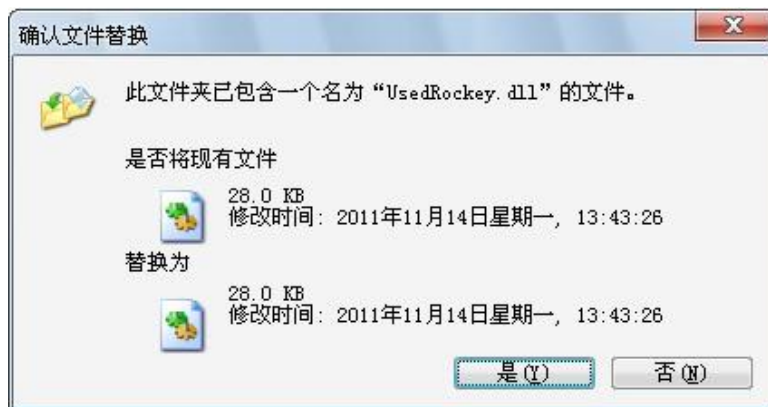 确认文件替换
此文件夹已包含一个名为“UsedRockey.dll”的文件。
是否将现有文件
28.0 KB
修改时间: 2011年11月14日星期一, 13:43:26
替换为
28.0 KB
修改时间: 2011年11月14日星期一, 13:43:26
是(Y) 否(N)